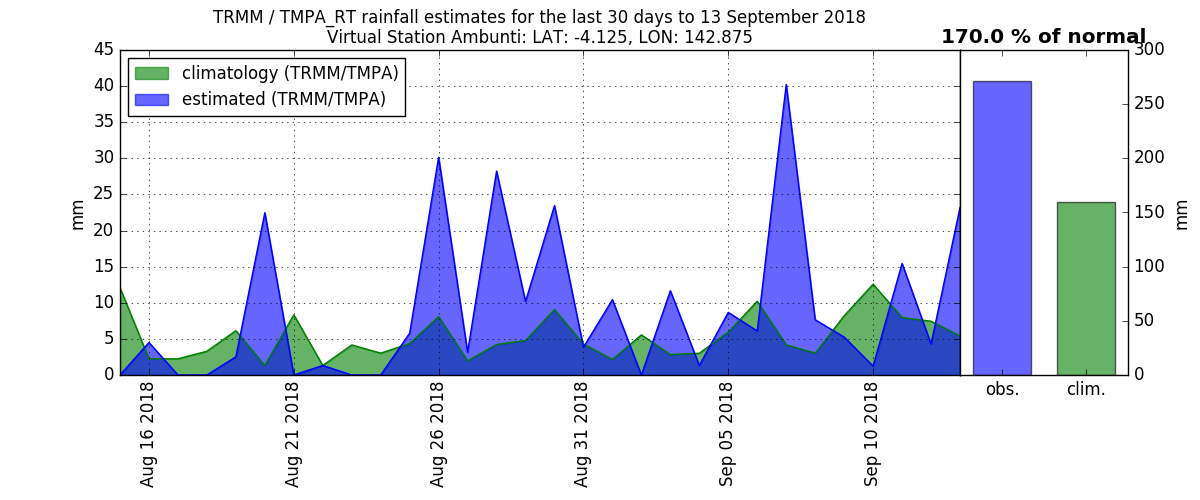 TRMM / TMPA_RT rainfall estimates for the last 30 days to 13 September 2018
Virtual Station Ambunti: LAT: -4.125, LON: 142.875
170.0 % of normal
climatology (TRMM/TMPA)
estimated (TRMM/TMPA)
mm
45
40
35
30
25
20
15
10
5
0
Aug 16 2018
Aug 21 2018
Aug 26 2018
Aug 31 2018
Sep 05 2018
Sep 10 2018
300
250
200
150
100
50
0
mm
obs.
clim.